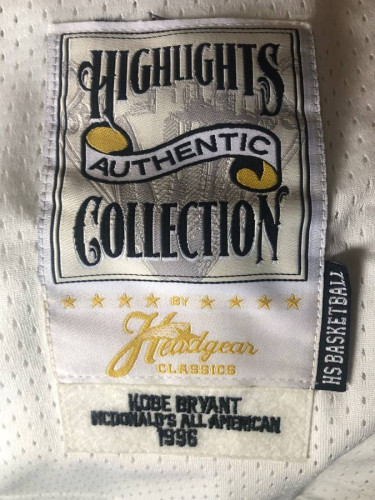 HIGHLIGHTS
AUTHENTIC
COLLECTION
BY
Headgear
CLASSICS
HS BASKETBALL
KOBE BRYANT
MCDONALD'S ALL AMERICAN
1996